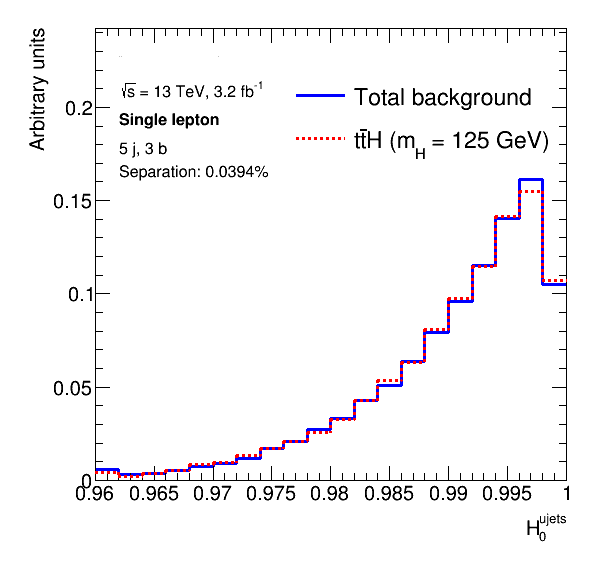 Arbitrary units
√s = 13 TeV, 3.2 fb⁻¹
Single lepton
5 j, 3 b
Separation: 0.0394%
Total background
tt̄H (m_H = 125 GeV)
0.2
0.15
0.1
0.05
0
0.96 0.965 0.97 0.975 0.98 0.985 0.99 0.995 1
H₀^ujets